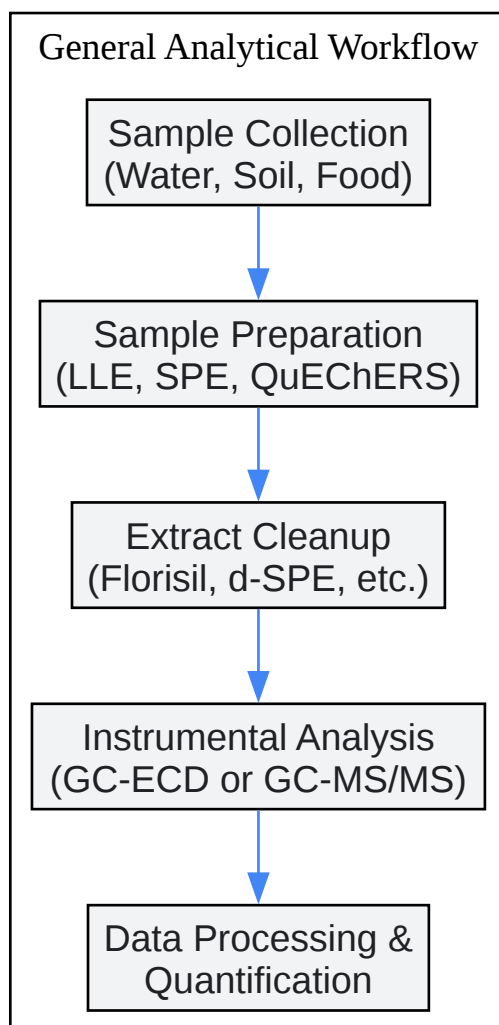 General Analytical Workflow
Sample Collection
(Water, Soil, Food)
Sample Preparation
(LLE, SPE, QuEChERS)
Extract Cleanup
(Florisil, d-SPE, etc.)
Instrumental Analysis
(GC-ECD or GC-MS/MS)
Data Processing &
Quantification